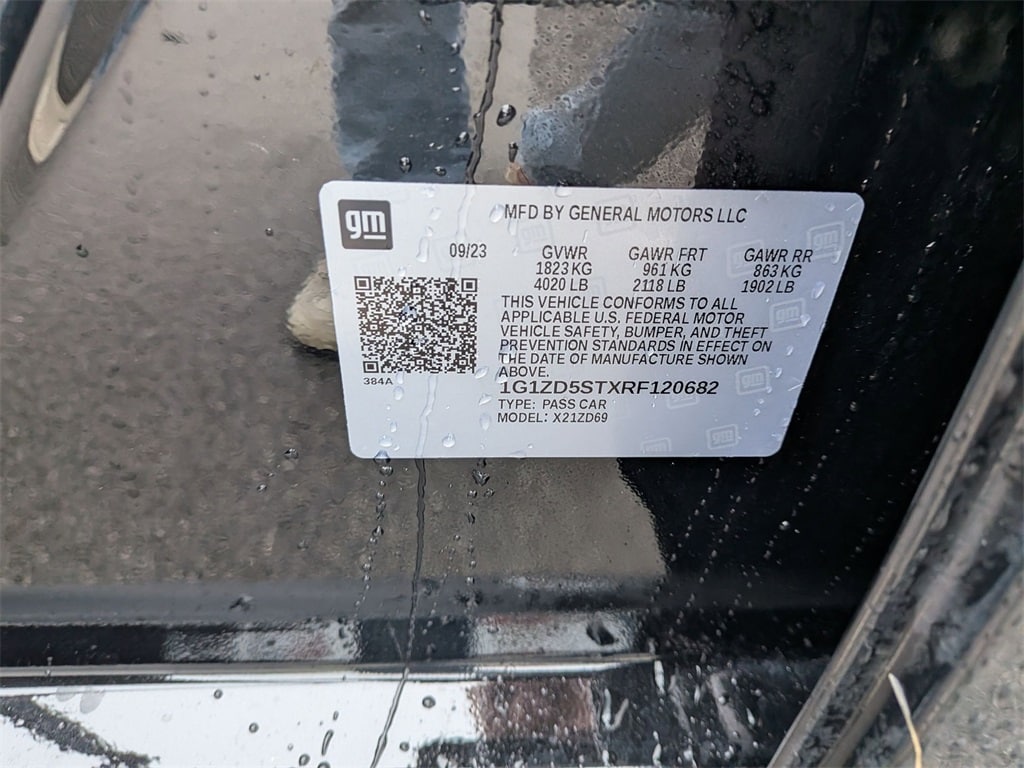 gm
MFD BY GENERAL MOTORS LLC
09/23 GVWR GAWR FRT GAWR RR
1823 KG 961 KG 863 KG
4020 LB 2118 LB 1902 LB
THIS VEHICLE CONFORMS TO ALL
APPLICABLE U.S. FEDERAL MOTOR
VEHICLE SAFETY, BUMPER, AND THEFT
PREVENTION STANDARDS IN EFFECT ON
THE DATE OF MANUFACTURE SHOWN
ABOVE.
384A
1G1ZD5STXRF120682
TYPE: PASS CAR
MODEL: X21ZD69